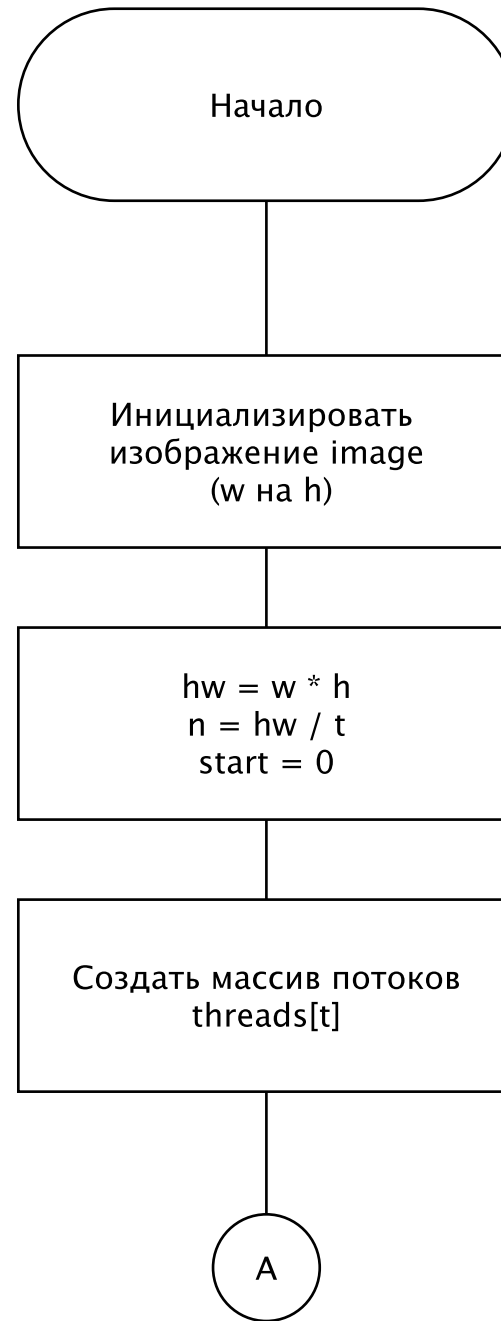 Начало
Инициализировать
изображение image
(w на h)
hw = w * h
n = hw / t
start = 0
Создать массив потоков
threads[t]
A